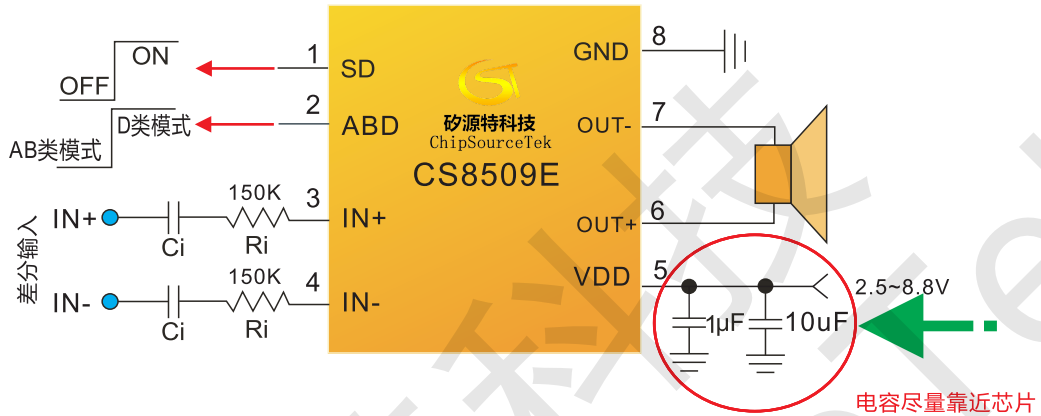 ON
OFF
1
SD
GND
8
2
ABD
D类模式
AB类模式
矽源特科技
ChipSourceTek
CS8509E
OUT-
7
差分输入
IN+
Ci
150K
Ri
3
IN+
OUT+
6
IN-
Ci
150K
Ri
4
IN-
VDD
5
2.5~8.8V
1µF
10uF
电容尽量靠近芯片
科技